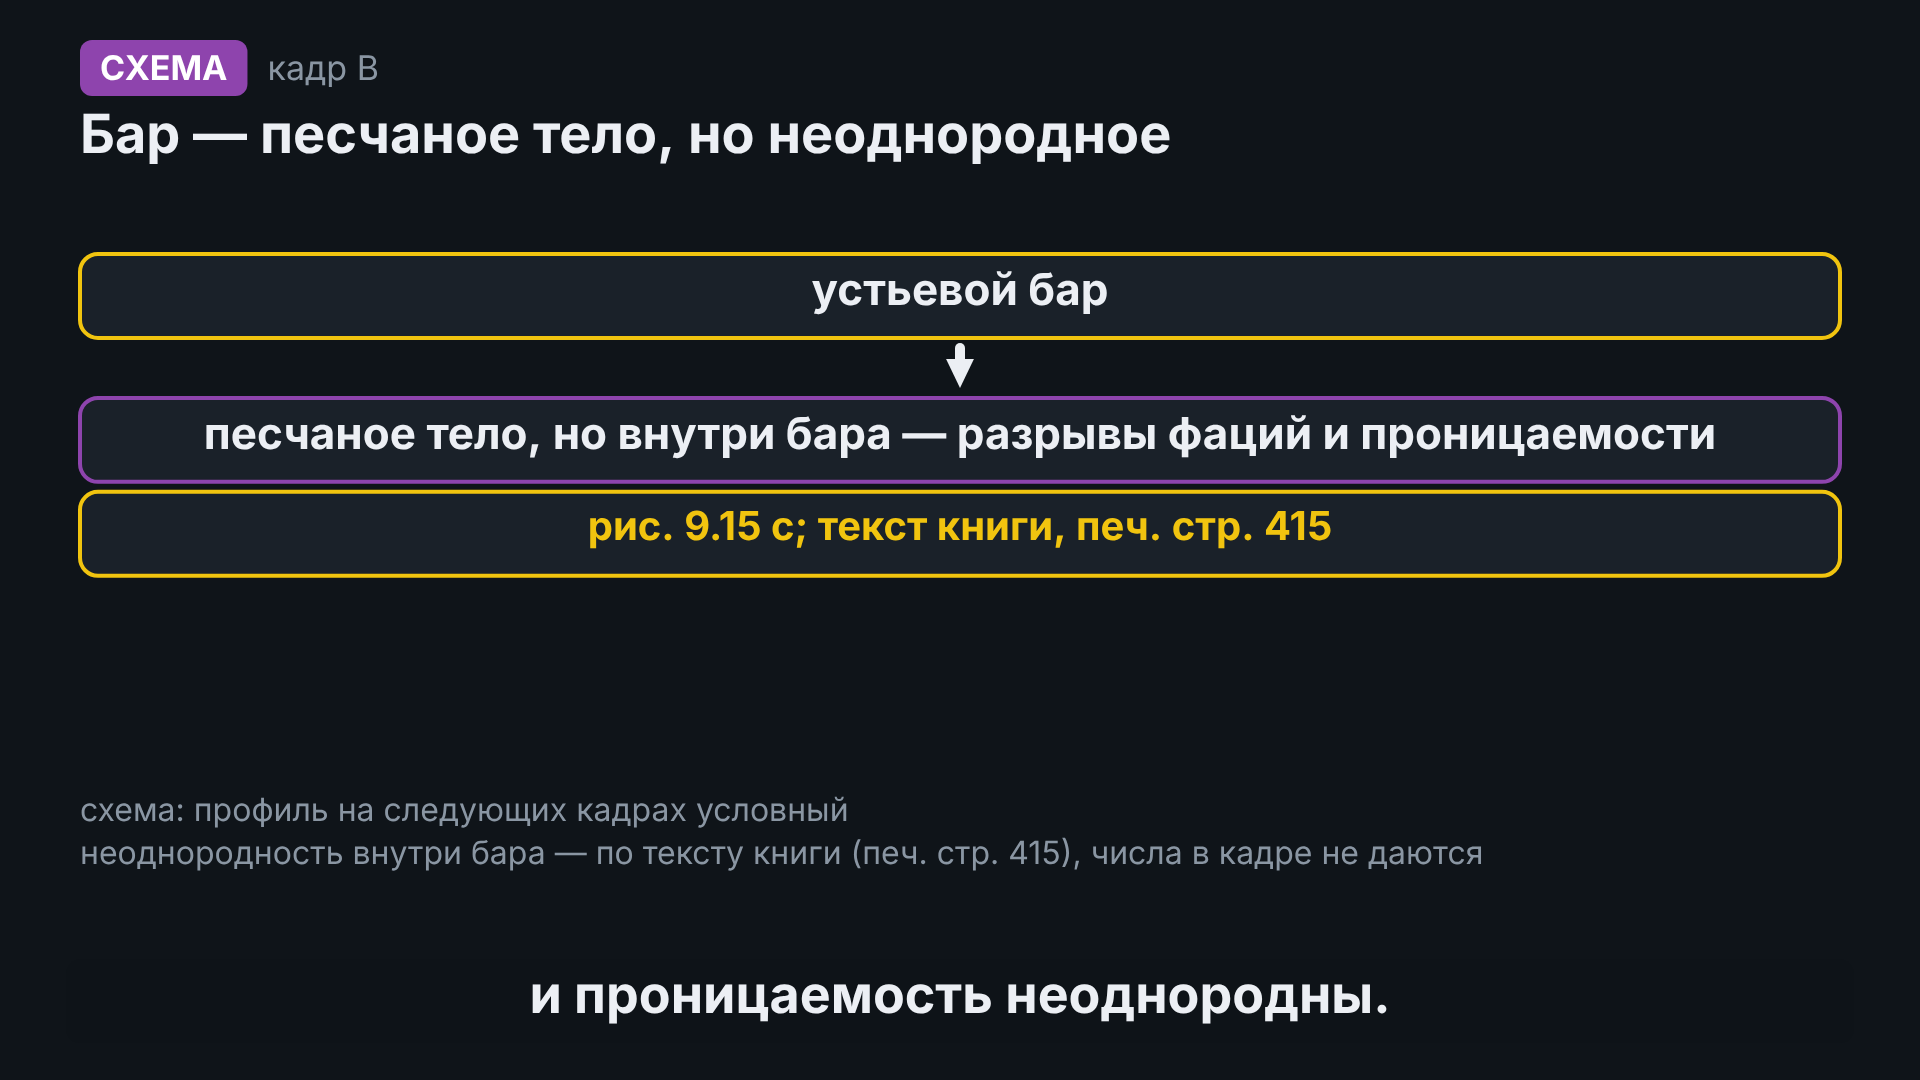 СХЕМА кадр B
Бар — песчаное тело, но неоднородное
устьевой бар
песчаное тело, но внутри бара — разрывы фаций и проницаемости
рис. 9.15 c; текст книги, печ. стр. 415
схема: профиль на следующих кадрах условный
неоднородность внутри бара — по тексту книги (печ. стр. 415), числа в кадре не даются
и проницаемость неоднородны.